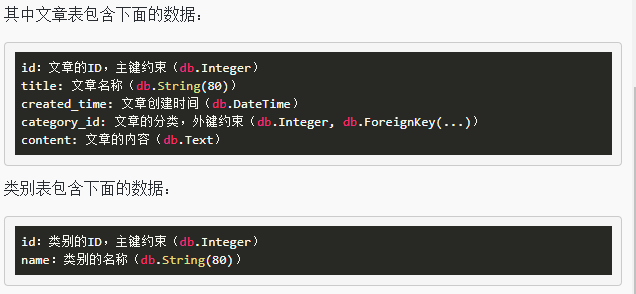 其中文章表包含下面的数据：
id: 文章的ID，主键约束（db.Integer）
title: 文章名称（db.String(80)）
created_time: 文章创建时间（db.DateTime）
category_id: 文章的分类，外键约束（db.Integer, db.ForeignKey(...)）
content: 文章的内容（db.Text）
类别表包含下面的数据：
id: 类别的ID，主键约束（db.Integer）
name: 类别的名称（db.String(80)）